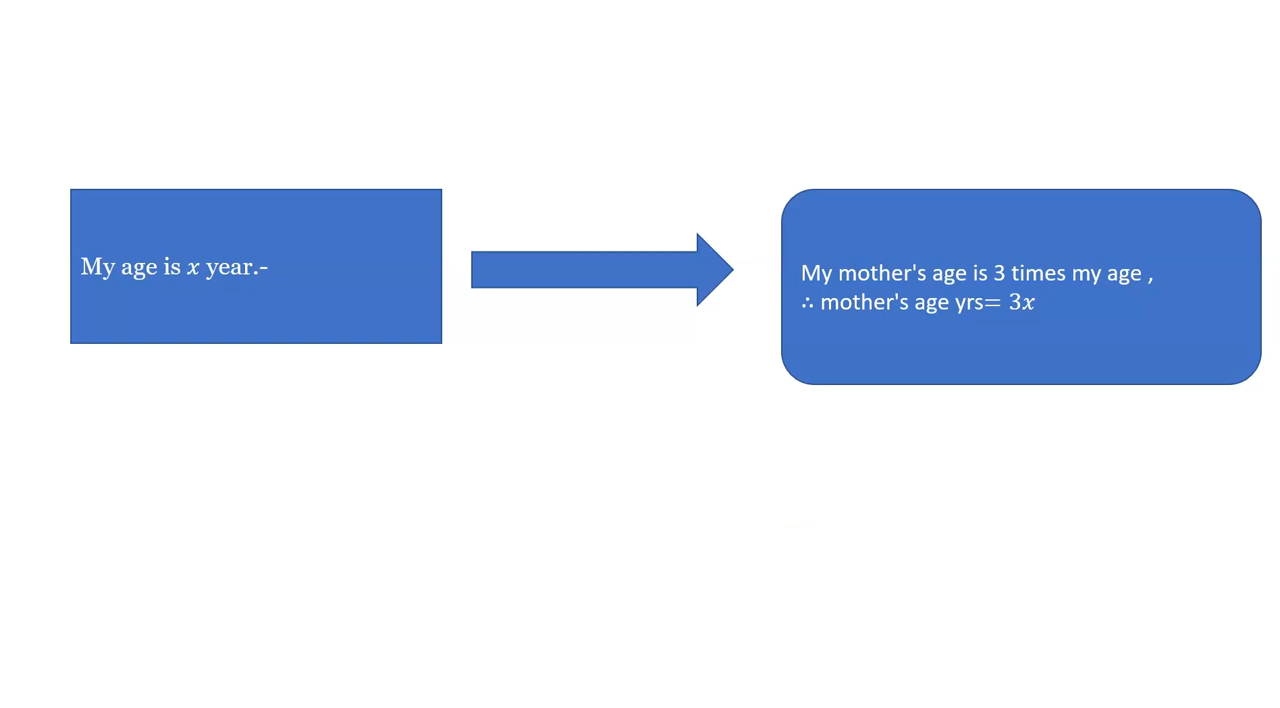 My age is x year.-
My mother's age is 3 times my age ,
∴ mother's age yrs= 3x